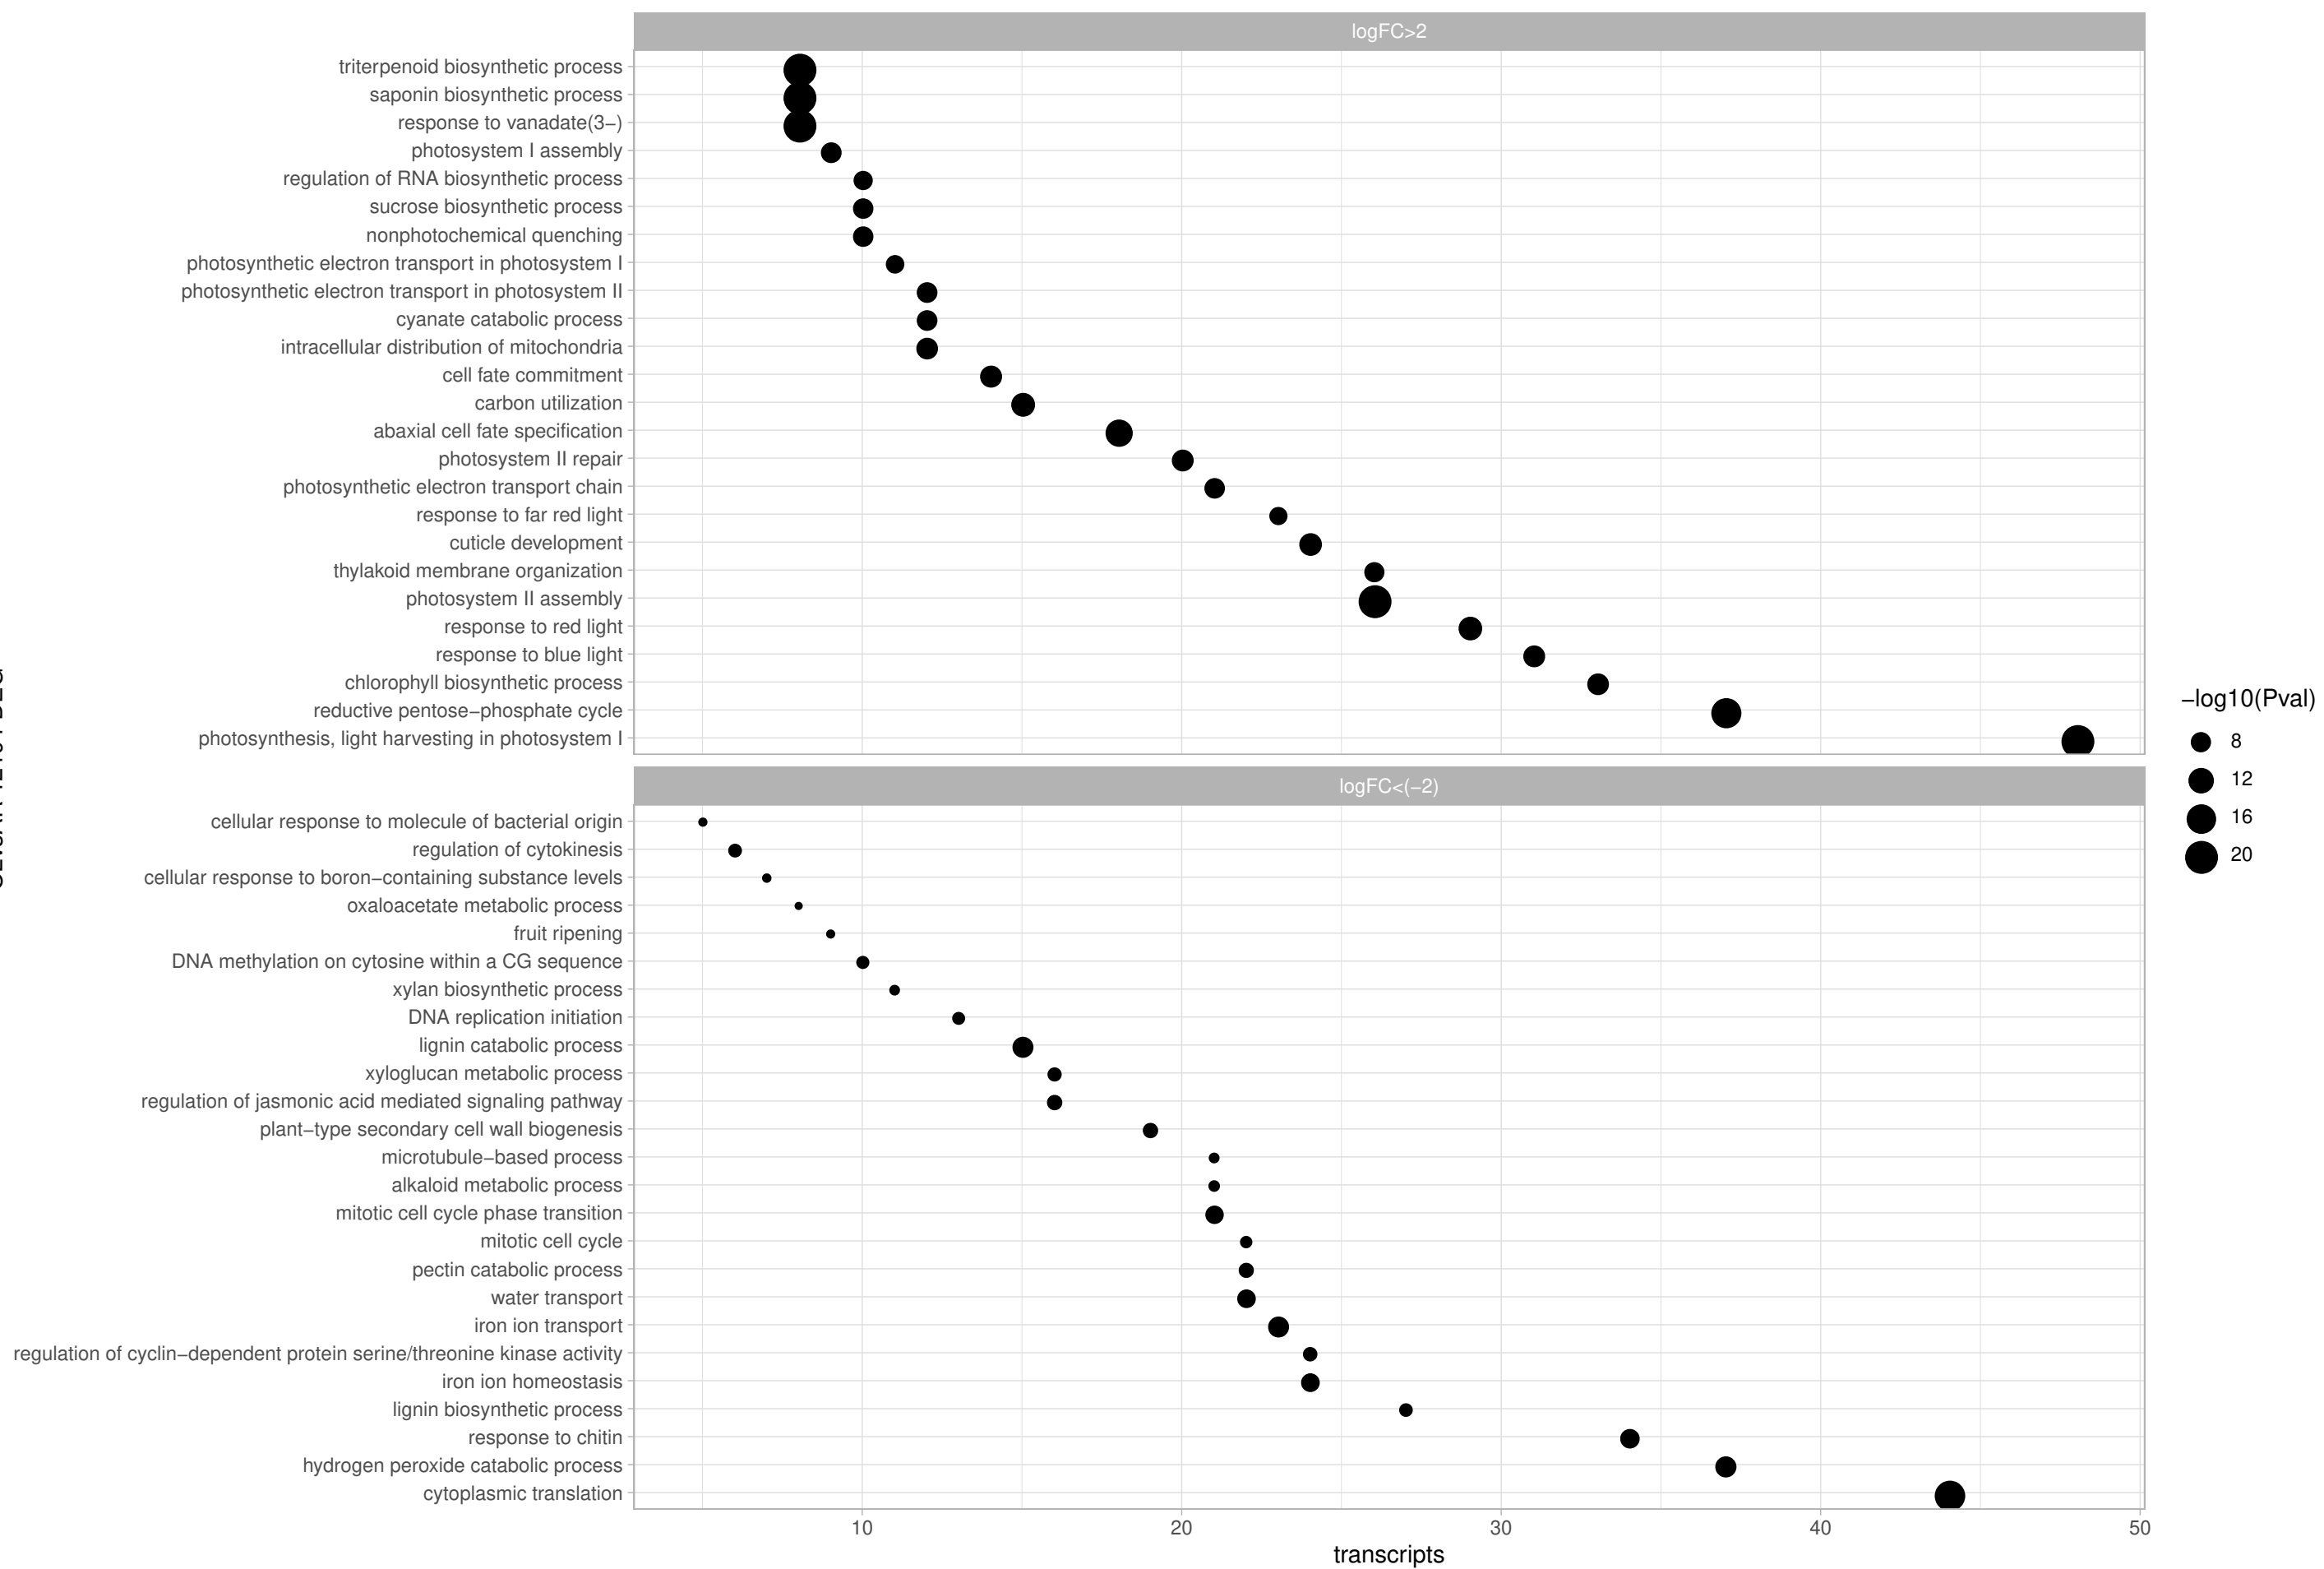 logFC>2
triterpenoid biosynthetic process
saponin biosynthetic process
response to vanadate(3−)
photosystem I assembly
regulation of RNA biosynthetic process
sucrose biosynthetic process
nonphotochemical quenching
photosynthetic electron transport in photosystem I
photosynthetic electron transport in photosystem II
cyanate catabolic process
intracellular distribution of mitochondria
cell fate commitment
carbon utilization
abaxial cell fate specification
photosystem II repair
photosynthetic electron transport chain
response to far red light
cuticle development
thylakoid membrane organization
photosystem II assembly
response to red light
response to blue light
chlorophyll biosynthetic process
reductive pentose−phosphate cycle
photosynthesis, light harvesting in photosystem I
logFC<(−2)
cellular response to molecule of bacterial origin
regulation of cytokinesis
cellular response to boron−containing substance levels
oxaloacetate metabolic process
fruit ripening
DNA methylation on cytosine within a CG sequence
xylan biosynthetic process
DNA replication initiation
lignin catabolic process
xyloglucan metabolic process
regulation of jasmonic acid mediated signaling pathway
plant−type secondary cell wall biogenesis
microtubule−based process
alkaloid metabolic process
mitotic cell cycle phase transition
mitotic cell cycle
pectin catabolic process
water transport
iron ion transport
regulation of cyclin−dependent protein serine/threonine kinase activity
iron ion homeostasis
lignin biosynthetic process
response to chitin
hydrogen peroxide catabolic process
cytoplasmic translation
10 20 30 40 50
transcripts
−log10(Pval)
8
12
16
20